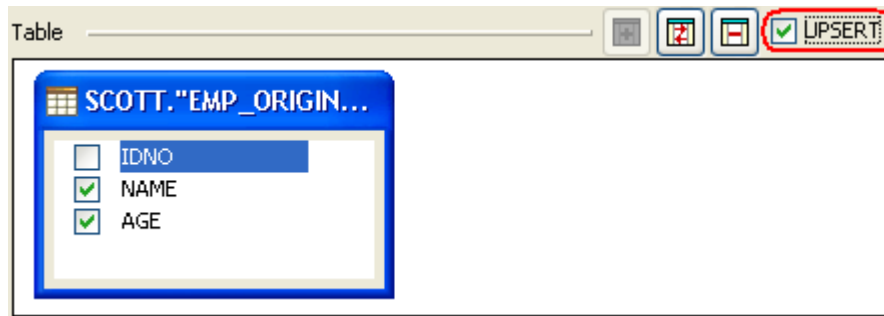 Table
UPSERT
SCOTT."EMP_ORIGIN...
IDNO
NAME
AGE